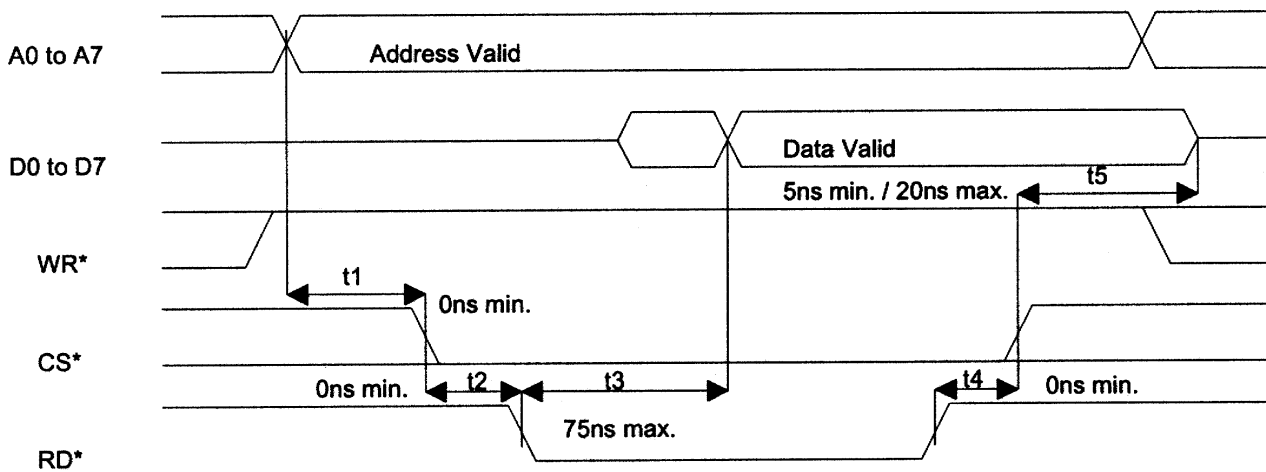 A0 to A7
Address Valid
D0 to D7
Data Valid
5ns min. / 20ns max.
t5
WR*
t1
0ns min.
CS*
0ns min.
t2
t3
t4
0ns min.
75ns max.
RD*